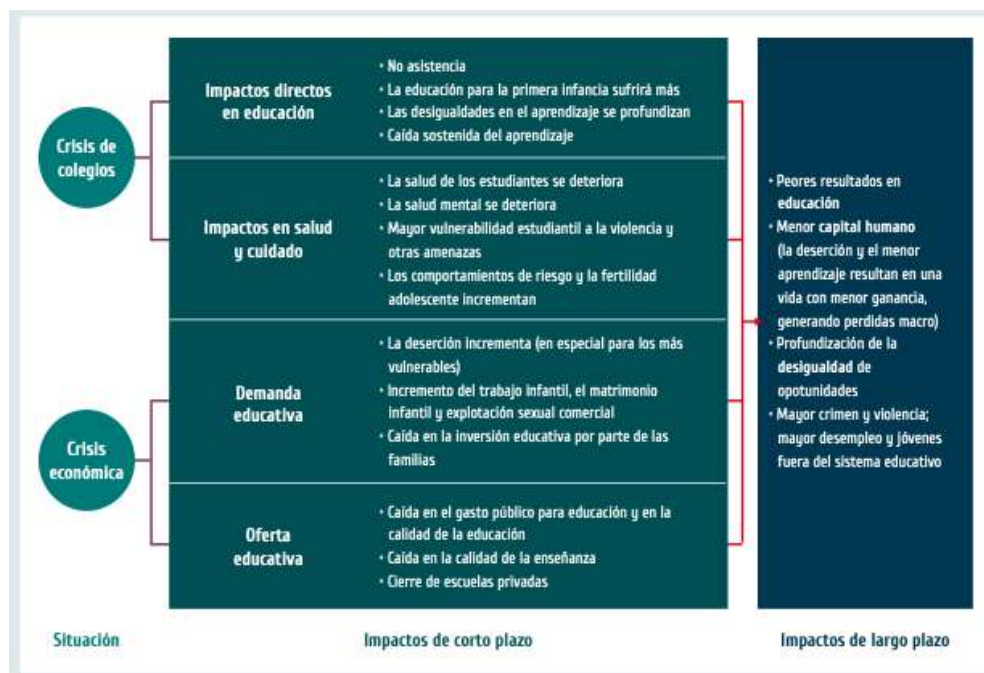 Crisis de
colegios
Impactos directos
en educación
• No asistencia
• La educación para la primera infancia sufrirá más
• Las desigualdades en el aprendizaje se profundizan
• Caída sostenida del aprendizaje
Impactos en salud
y cuidado
• La salud de los estudiantes se deteriora
• La salud mental se deteriora
• Mayor vulnerabilidad estudiantil a la violencia y
otras amenazas
• Los comportamientos de riesgo y la fertilidad
adolescente incrementan
Crisis
económica
Demanda
educativa
• La deserción incrementa (en especial para los más
vulnerables)
• Incremento del trabajo infantil, el matrimonio
infantil y explotación sexual comercial
• Caída en la inversión educativa por parte de las
familias
Oferta
educativa
• Caída en el gasto público para educación y en la
calidad de la educación
• Caída en la calidad de la enseñanza
• Cierre de escuelas privadas
• Peores resultados en
educación
• Menor capital humano
(la deserción y el menor
aprendizaje resultan en una
vida con menor ganancia,
generando perdidas macro)
• Profundización de la
desigualdad de
opotunidades
• Mayor crimen y violencia;
mayor desempleo y jóvenes
fuera del sistema educativo
Situación
Impactos de corto plazo
Impactos de largo plazo